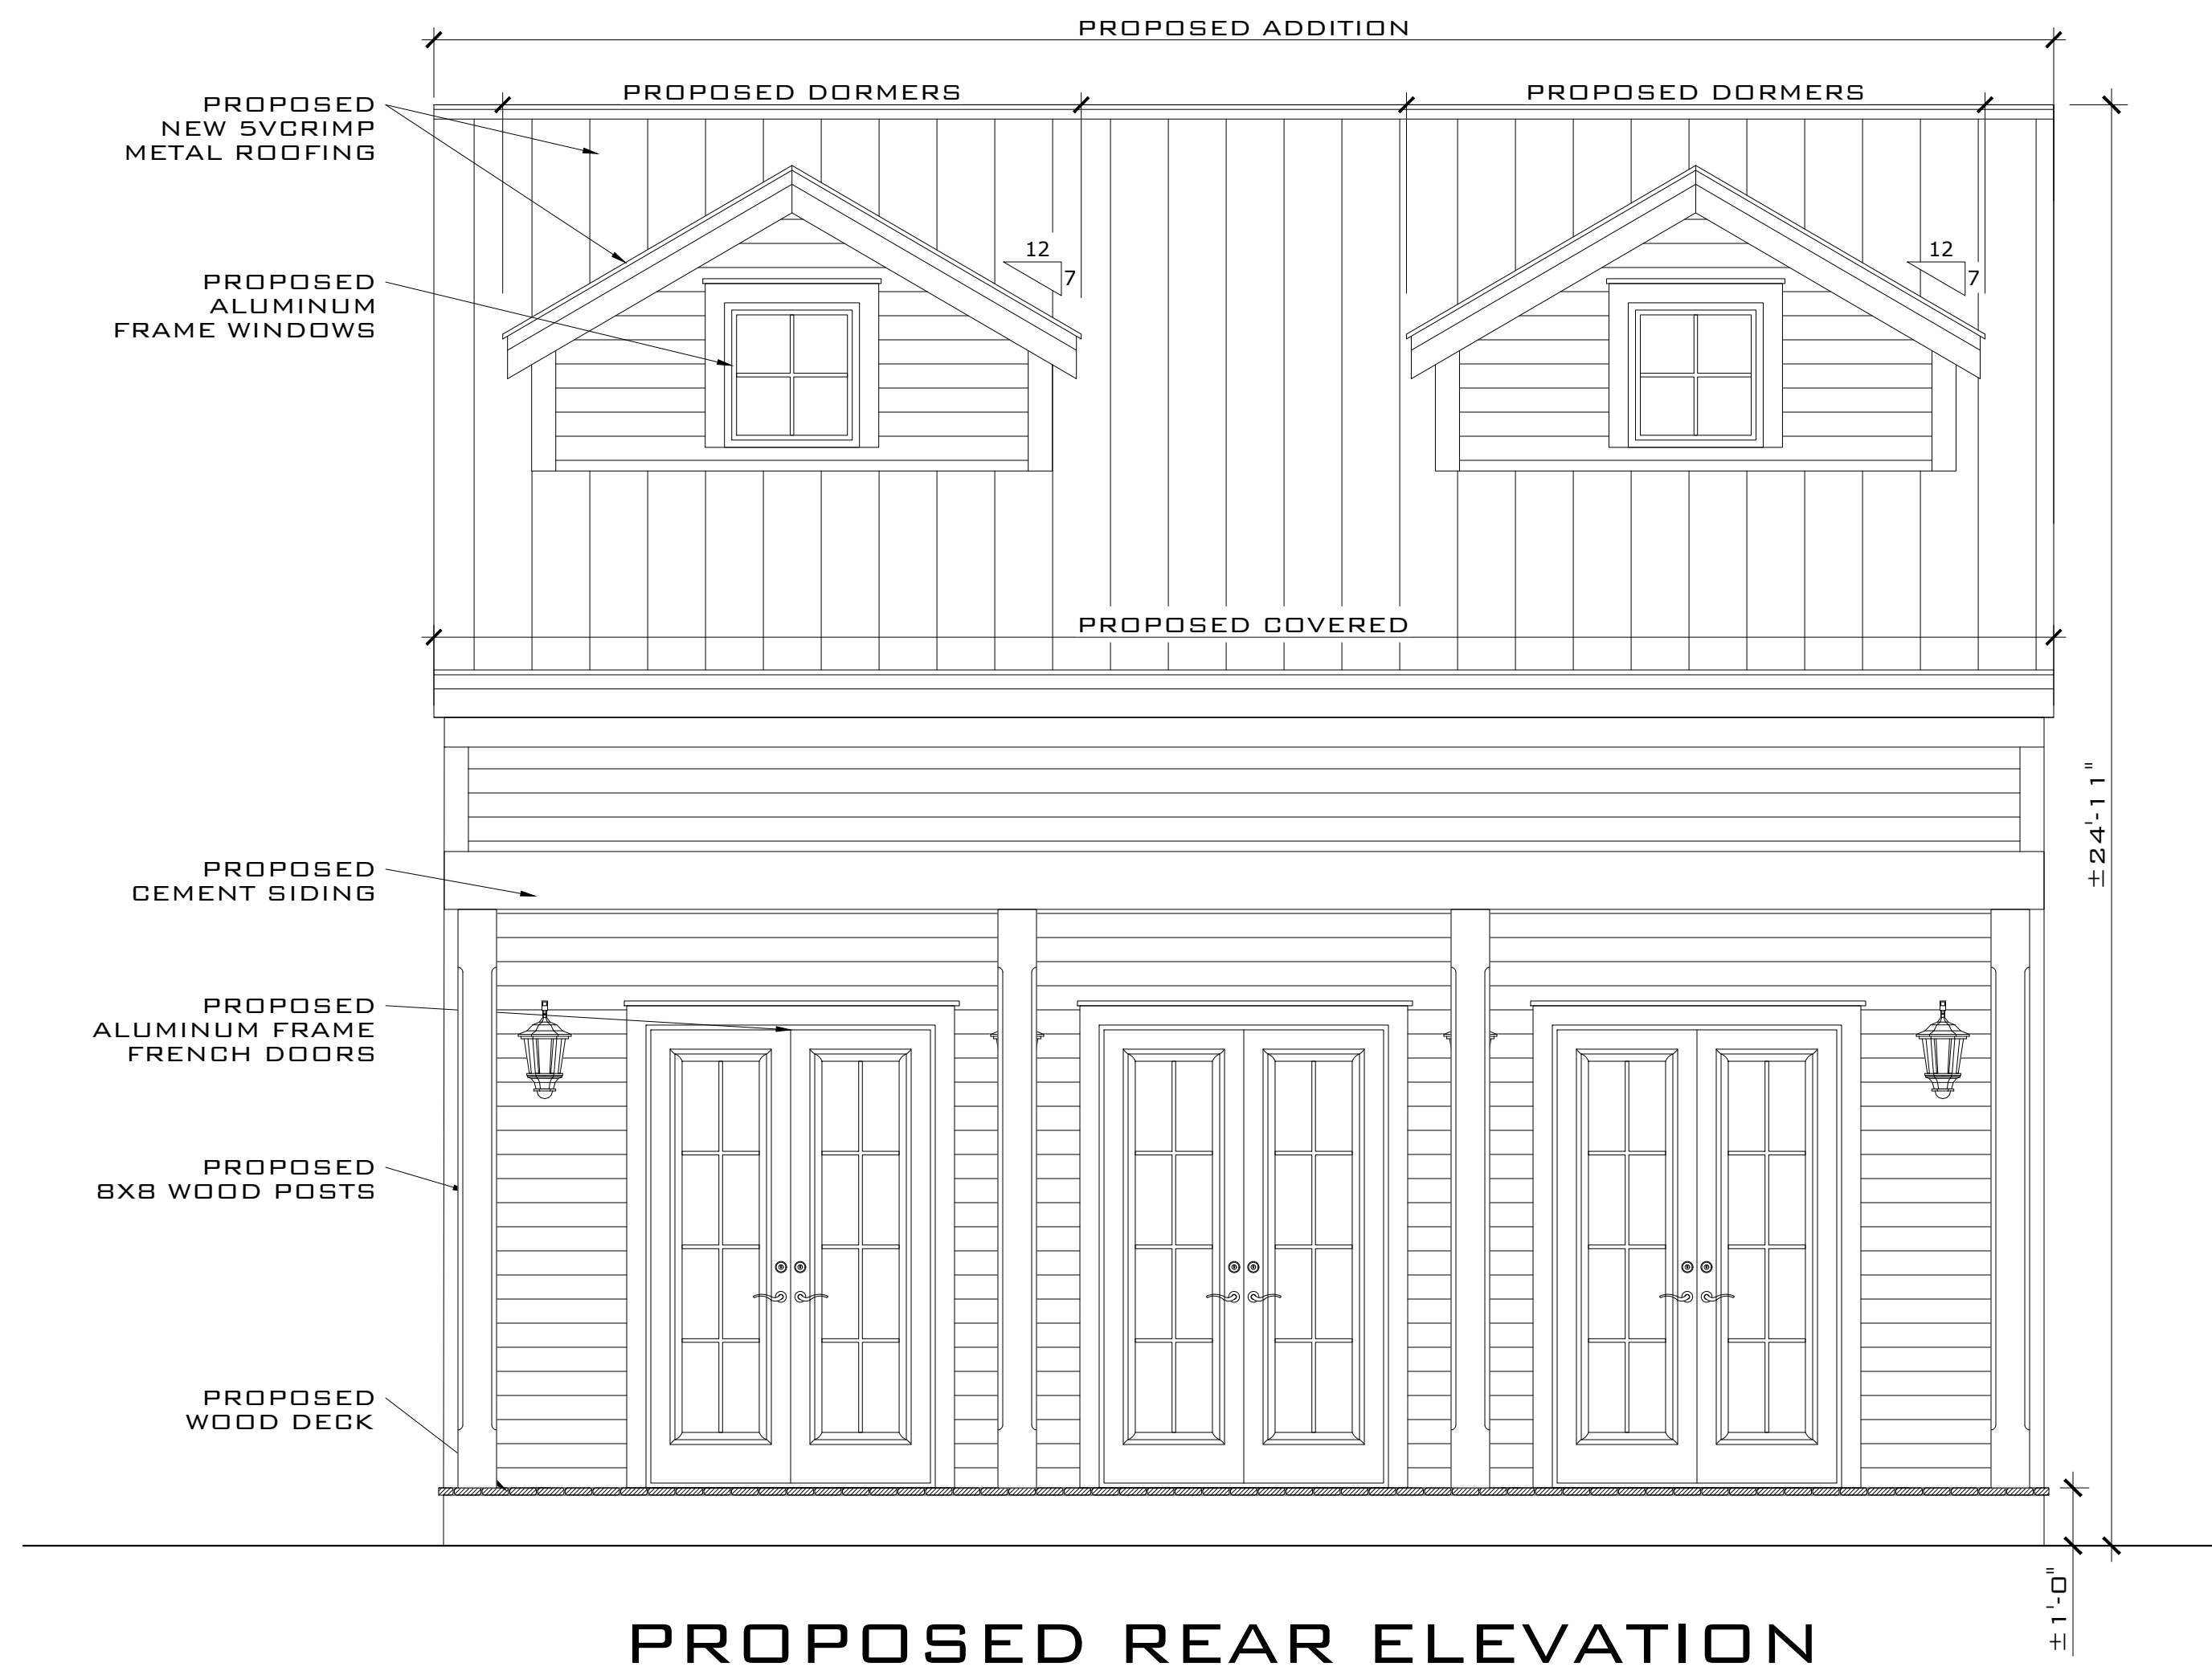 PROPOSED ADDITION
PROPOSED DORMERS
PROPOSED DORMERS
PROPOSED
NEW 5VCRIMP
METAL ROOFING
12
7
12
7
PROPOSED
ALUMINUM
FRAME WINDOWS
PROPOSED COVERED
±24'-11"
PROPOSED
CEMENT SIDING
PROPOSED
ALUMINUM FRAME
FRENCH DOORS
PROPOSED
8X8 WOOD POSTS
PROPOSED
WOOD DECK
±1'-0"
PROPOSED REAR ELEVATION